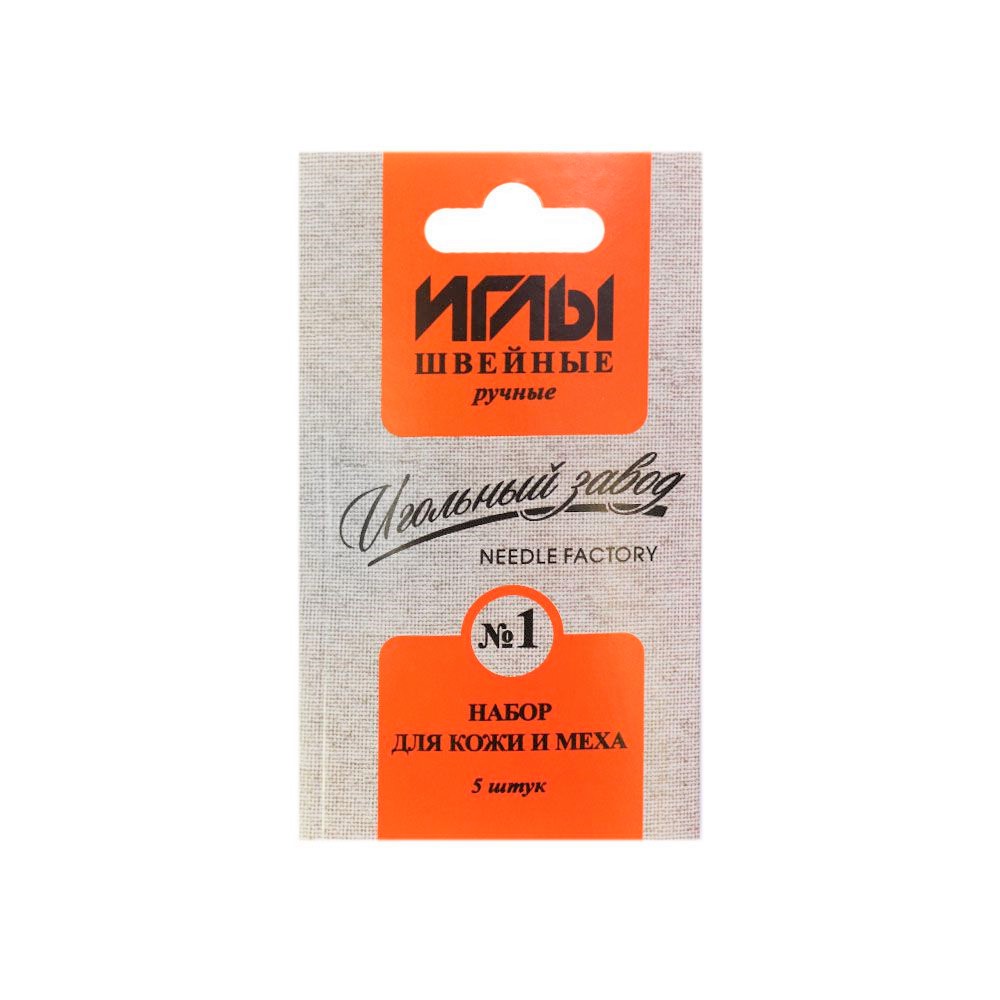 ИГЛЫ
ШВЕЙНЫЕ
ручные
Игольный завод
NEEDLE FACTORY
№1
НАБОР
ДЛЯ КОЖИ И МЕХА
5 штук